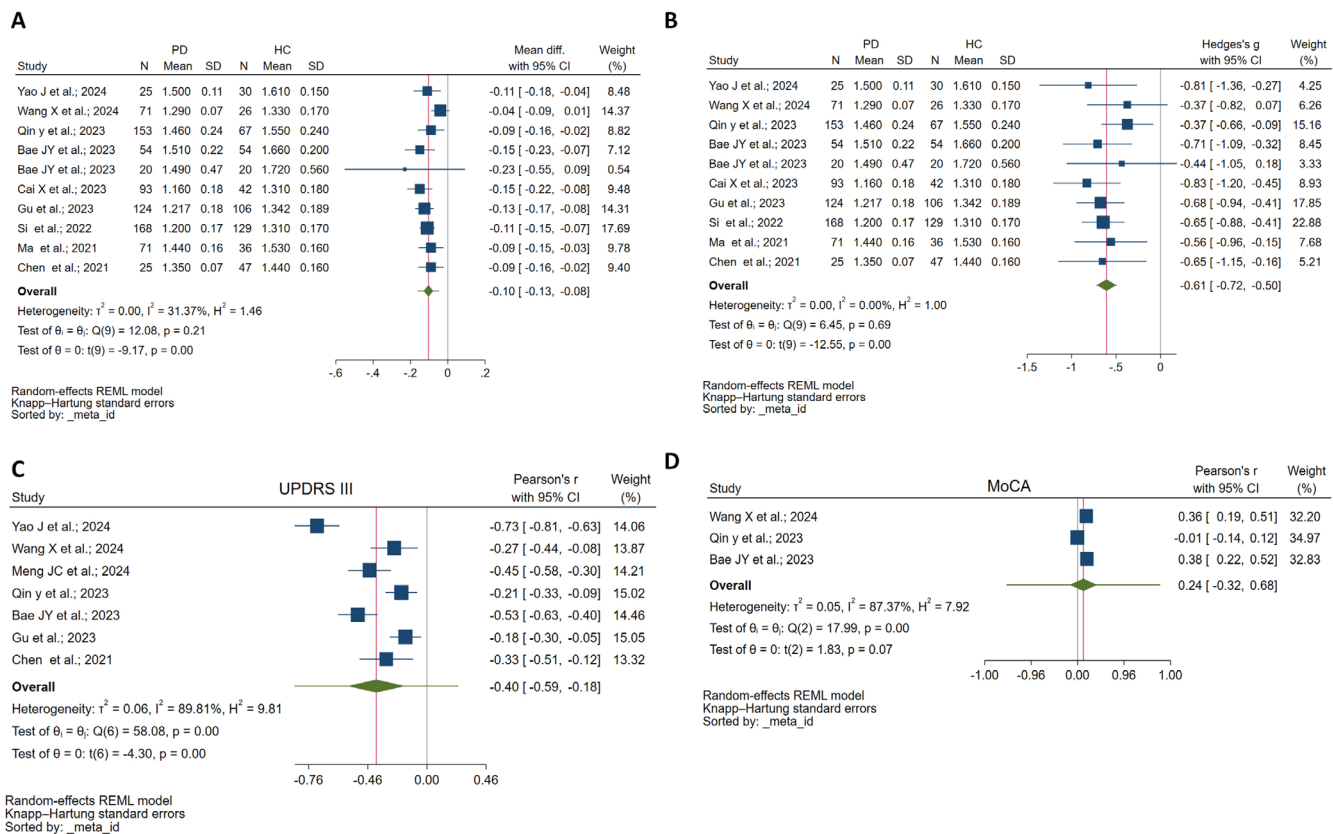 A
PD HC Mean diff. Weight
Study N Mean SD N Mean SD with 95% CI (%)
Yao J et al.; 2024 25 1.500 0.11 30 1.610 0.150 -0.11 [ -0.18, -0.04] 8.48
Wang X et al.; 2024 71 1.290 0.07 26 1.330 0.170 -0.04 [ -0.09, 0.01] 14.37
Qin y et al.; 2023 153 1.460 0.24 67 1.550 0.240 -0.09 [ -0.16, -0.02] 8.82
Bae JY et al.; 2023 54 1.510 0.22 54 1.660 0.200 -0.15 [ -0.23, -0.07] 7.12
Bae JY et al.; 2023 20 1.490 0.47 20 1.720 0.560 -0.23 [ -0.55, 0.09] 0.54
Cai X et al.; 2023 93 1.160 0.18 42 1.310 0.180 -0.15 [ -0.22, -0.08] 9.48
Gu et al.; 2023 124 1.217 0.18 106 1.342 0.189 -0.13 [ -0.17, -0.08] 14.31
Si et al.; 2022 168 1.200 0.17 129 1.310 0.170 -0.11 [ -0.15, -0.07] 17.69
Ma et al.; 2021 71 1.440 0.16 36 1.530 0.160 -0.09 [ -0.15, -0.03] 9.78
Chen et al.; 2021 25 1.350 0.07 47 1.440 0.160 -0.09 [ -0.16, -0.02] 9.40
Overall -0.10 [ -0.13, -0.08]
Heterogeneity: τ² = 0.00, I² = 31.37%, H² = 1.46
Test of θᵢ = θⱼ: Q(9) = 12.08, p = 0.21
Test of θ = 0: t(9) = -9.17, p = 0.00
-.6 -.4 -.2 0 .2
Random-effects REML model
Knapp–Hartung standard errors
Sorted by: _meta_id
B
PD HC Hedges's g Weight
Study N Mean SD N Mean SD with 95% CI (%)
Yao J et al.; 2024 25 1.500 0.11 30 1.610 0.150 -0.81 [ -1.36, -0.27] 4.25
Wang X et al.; 2024 71 1.290 0.07 26 1.330 0.170 -0.37 [ -0.82, 0.07] 6.26
Qin y et al.; 2023 153 1.460 0.24 67 1.550 0.240 -0.37 [ -0.66, -0.09] 15.16
Bae JY et al.; 2023 54 1.510 0.22 54 1.660 0.200 -0.71 [ -1.09, -0.32] 8.45
Bae JY et al.; 2023 20 1.490 0.47 20 1.720 0.560 -0.44 [ -1.05, 0.18] 3.33
Cai X et al.; 2023 93 1.160 0.18 42 1.310 0.180 -0.83 [ -1.20, -0.45] 8.93
Gu et al.; 2023 124 1.217 0.18 106 1.342 0.189 -0.68 [ -0.94, -0.41] 17.85
Si et al.; 2022 168 1.200 0.17 129 1.310 0.170 -0.65 [ -0.88, -0.41] 22.88
Ma et al.; 2021 71 1.440 0.16 36 1.530 0.160 -0.56 [ -0.96, -0.15] 7.68
Chen et al.; 2021 25 1.350 0.07 47 1.440 0.160 -0.65 [ -1.15, -0.16] 5.21
Overall -0.61 [ -0.72, -0.50]
Heterogeneity: τ² = 0.00, I² = 0.00%, H² = 1.00
Test of θᵢ = θⱼ: Q(9) = 6.45, p = 0.69
Test of θ = 0: t(9) = -12.55, p = 0.00
-1.5 -1 -.5 0
Random-effects REML model
Knapp–Hartung standard errors
Sorted by: _meta_id
C
UPDRS III Pearson's r Weight
Study with 95% CI (%)
Yao J et al.; 2024 -0.73 [ -0.81, -0.63] 14.06
Wang X et al.; 2024 -0.27 [ -0.44, -0.08] 13.87
Meng JC et al.; 2024 -0.45 [ -0.58, -0.30] 14.21
Qin y et al.; 2023 -0.21 [ -0.33, -0.09] 15.02
Bae JY et al.; 2023 -0.53 [ -0.63, -0.40] 14.46
Gu et al.; 2023 -0.18 [ -0.30, -0.05] 15.05
Chen et al.; 2021 -0.33 [ -0.51, -0.12] 13.32
Overall -0.40 [ -0.59, -0.18]
Heterogeneity: τ² = 0.06, I² = 89.81%, H² = 9.81
Test of θᵢ = θⱼ: Q(6) = 58.08, p = 0.00
Test of θ = 0: t(6) = -4.30, p = 0.00
-0.76 -0.46 0.00 0.46
Random-effects REML model
Knapp–Hartung standard errors
Sorted by: _meta_id
D
MoCA Pearson's r Weight
Study with 95% CI (%)
Wang X et al.; 2024 0.36 [ 0.19, 0.51] 32.20
Qin y et al.; 2023 -0.01 [ -0.14, 0.12] 34.97
Bae JY et al.; 2023 0.38 [ 0.22, 0.52] 32.83
Overall 0.24 [ -0.32, 0.68]
Heterogeneity: τ² = 0.05, I² = 87.37%, H² = 7.92
Test of θᵢ = θⱼ: Q(2) = 17.99, p = 0.00
Test of θ = 0: t(2) = 1.83, p = 0.07
-1.00 -0.96 0.00 0.96 1.00
Random-effects REML model
Knapp–Hartung standard errors
Sorted by: _meta_id